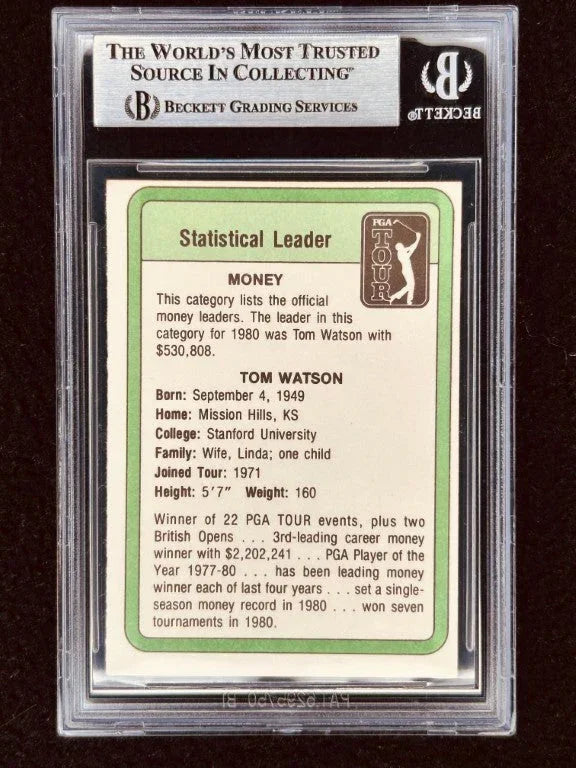 THE WORLD'S MOST TRUSTED
SOURCE IN COLLECTING™
B BECKETT GRADING SERVICES
B
BECKETT®
Statistical Leader
PGA
TOUR
MONEY
This category lists the official
money leaders. The leader in this
category for 1980 was Tom Watson with
$530,808.
TOM WATSON
Born: September 4, 1949
Home: Mission Hills, KS
College: Stanford University
Family: Wife, Linda; one child
Joined Tour: 1971
Height: 5'7" Weight: 160
Winner of 22 PGA TOUR events, plus two
British Opens . . . 3rd-leading career money
winner with $2,202,241 . . . PGA Player of the
Year 1977-80 . . . has been leading money
winner each of last four years . . . set a single-
season money record in 1980 . . . won seven
tournaments in 1980.